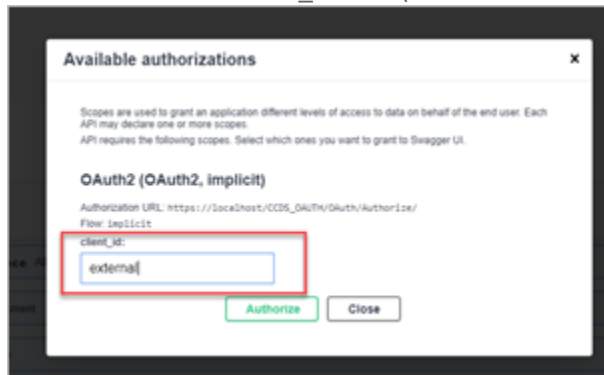 Available authorizations
×
Scopes are used to grant an application different levels of access to data on behalf of the end user. Each
API may declare one or more scopes.
API requires the following scopes. Select which ones you want to grant to Swagger UI.
OAuth2 (OAuth2, implicit)
Authorization URL: https://localhost/CCDS_OAUTH/OAuth/Authorize/
Flow: implicit
client_id:
external
Authorize Close